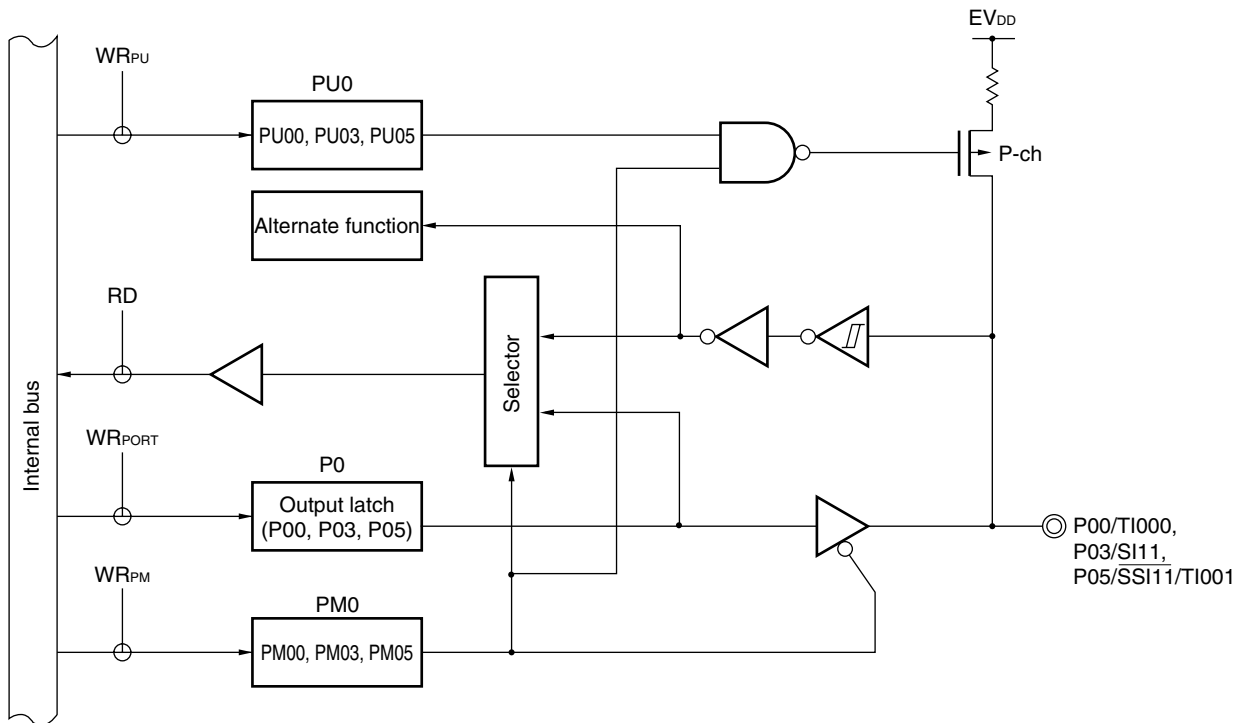 EVDD
WRPU
PU0
PU00, PU03, PU05
P-ch
Alternate function
RD
Selector
Internal bus
WRPORT
P0
Output latch
(P00, P03, P05)
P00/TI000,
P03/SI11,
P05/SSI11/TI001
WRPM
PM0
PM00, PM03, PM05